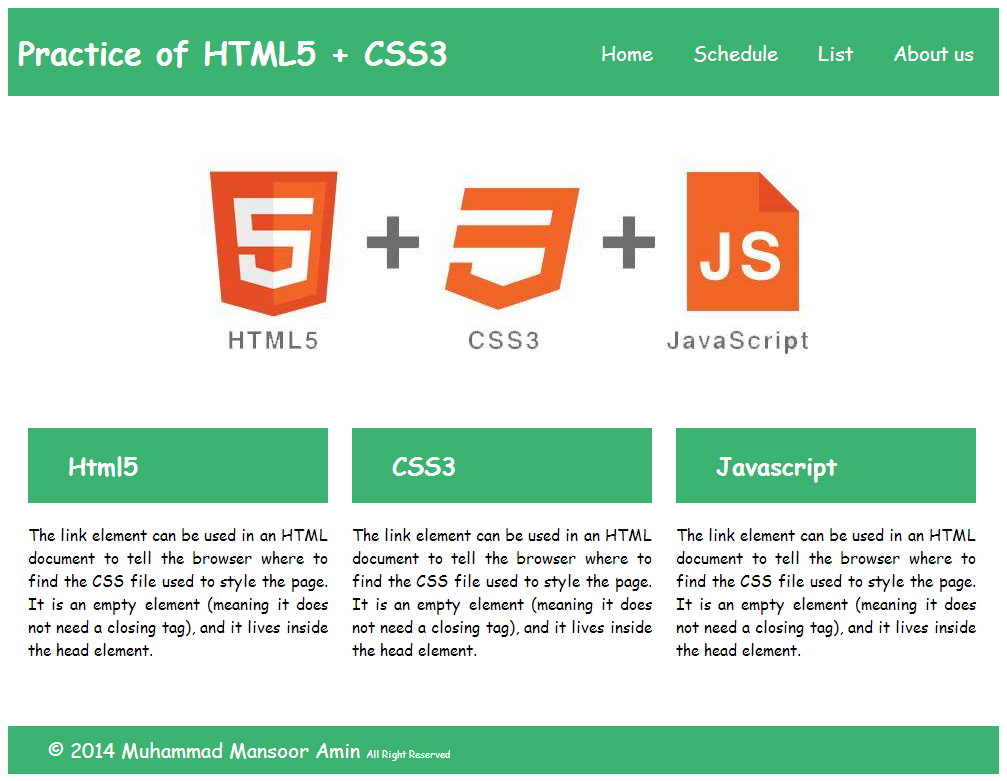 Practice of HTML5 + CSS3
Home Schedule List About us
5 + + JS
HTML5 CSS3 JavaScript
Html5
The link element can be used in an HTML
document to tell the browser where to
find the CSS file used to style the page.
It is an empty element (meaning it does
not need a closing tag), and it lives inside
the head element.
CSS3
The link element can be used in an HTML
document to tell the browser where to
find the CSS file used to style the page.
It is an empty element (meaning it does
not need a closing tag), and it lives inside
the head element.
Javascript
The link element can be used in an HTML
document to tell the browser where to
find the CSS file used to style the page.
It is an empty element (meaning it does
not need a closing tag), and it lives inside
the head element.
© 2014 Muhammad Mansoor Amin All Right Reserved